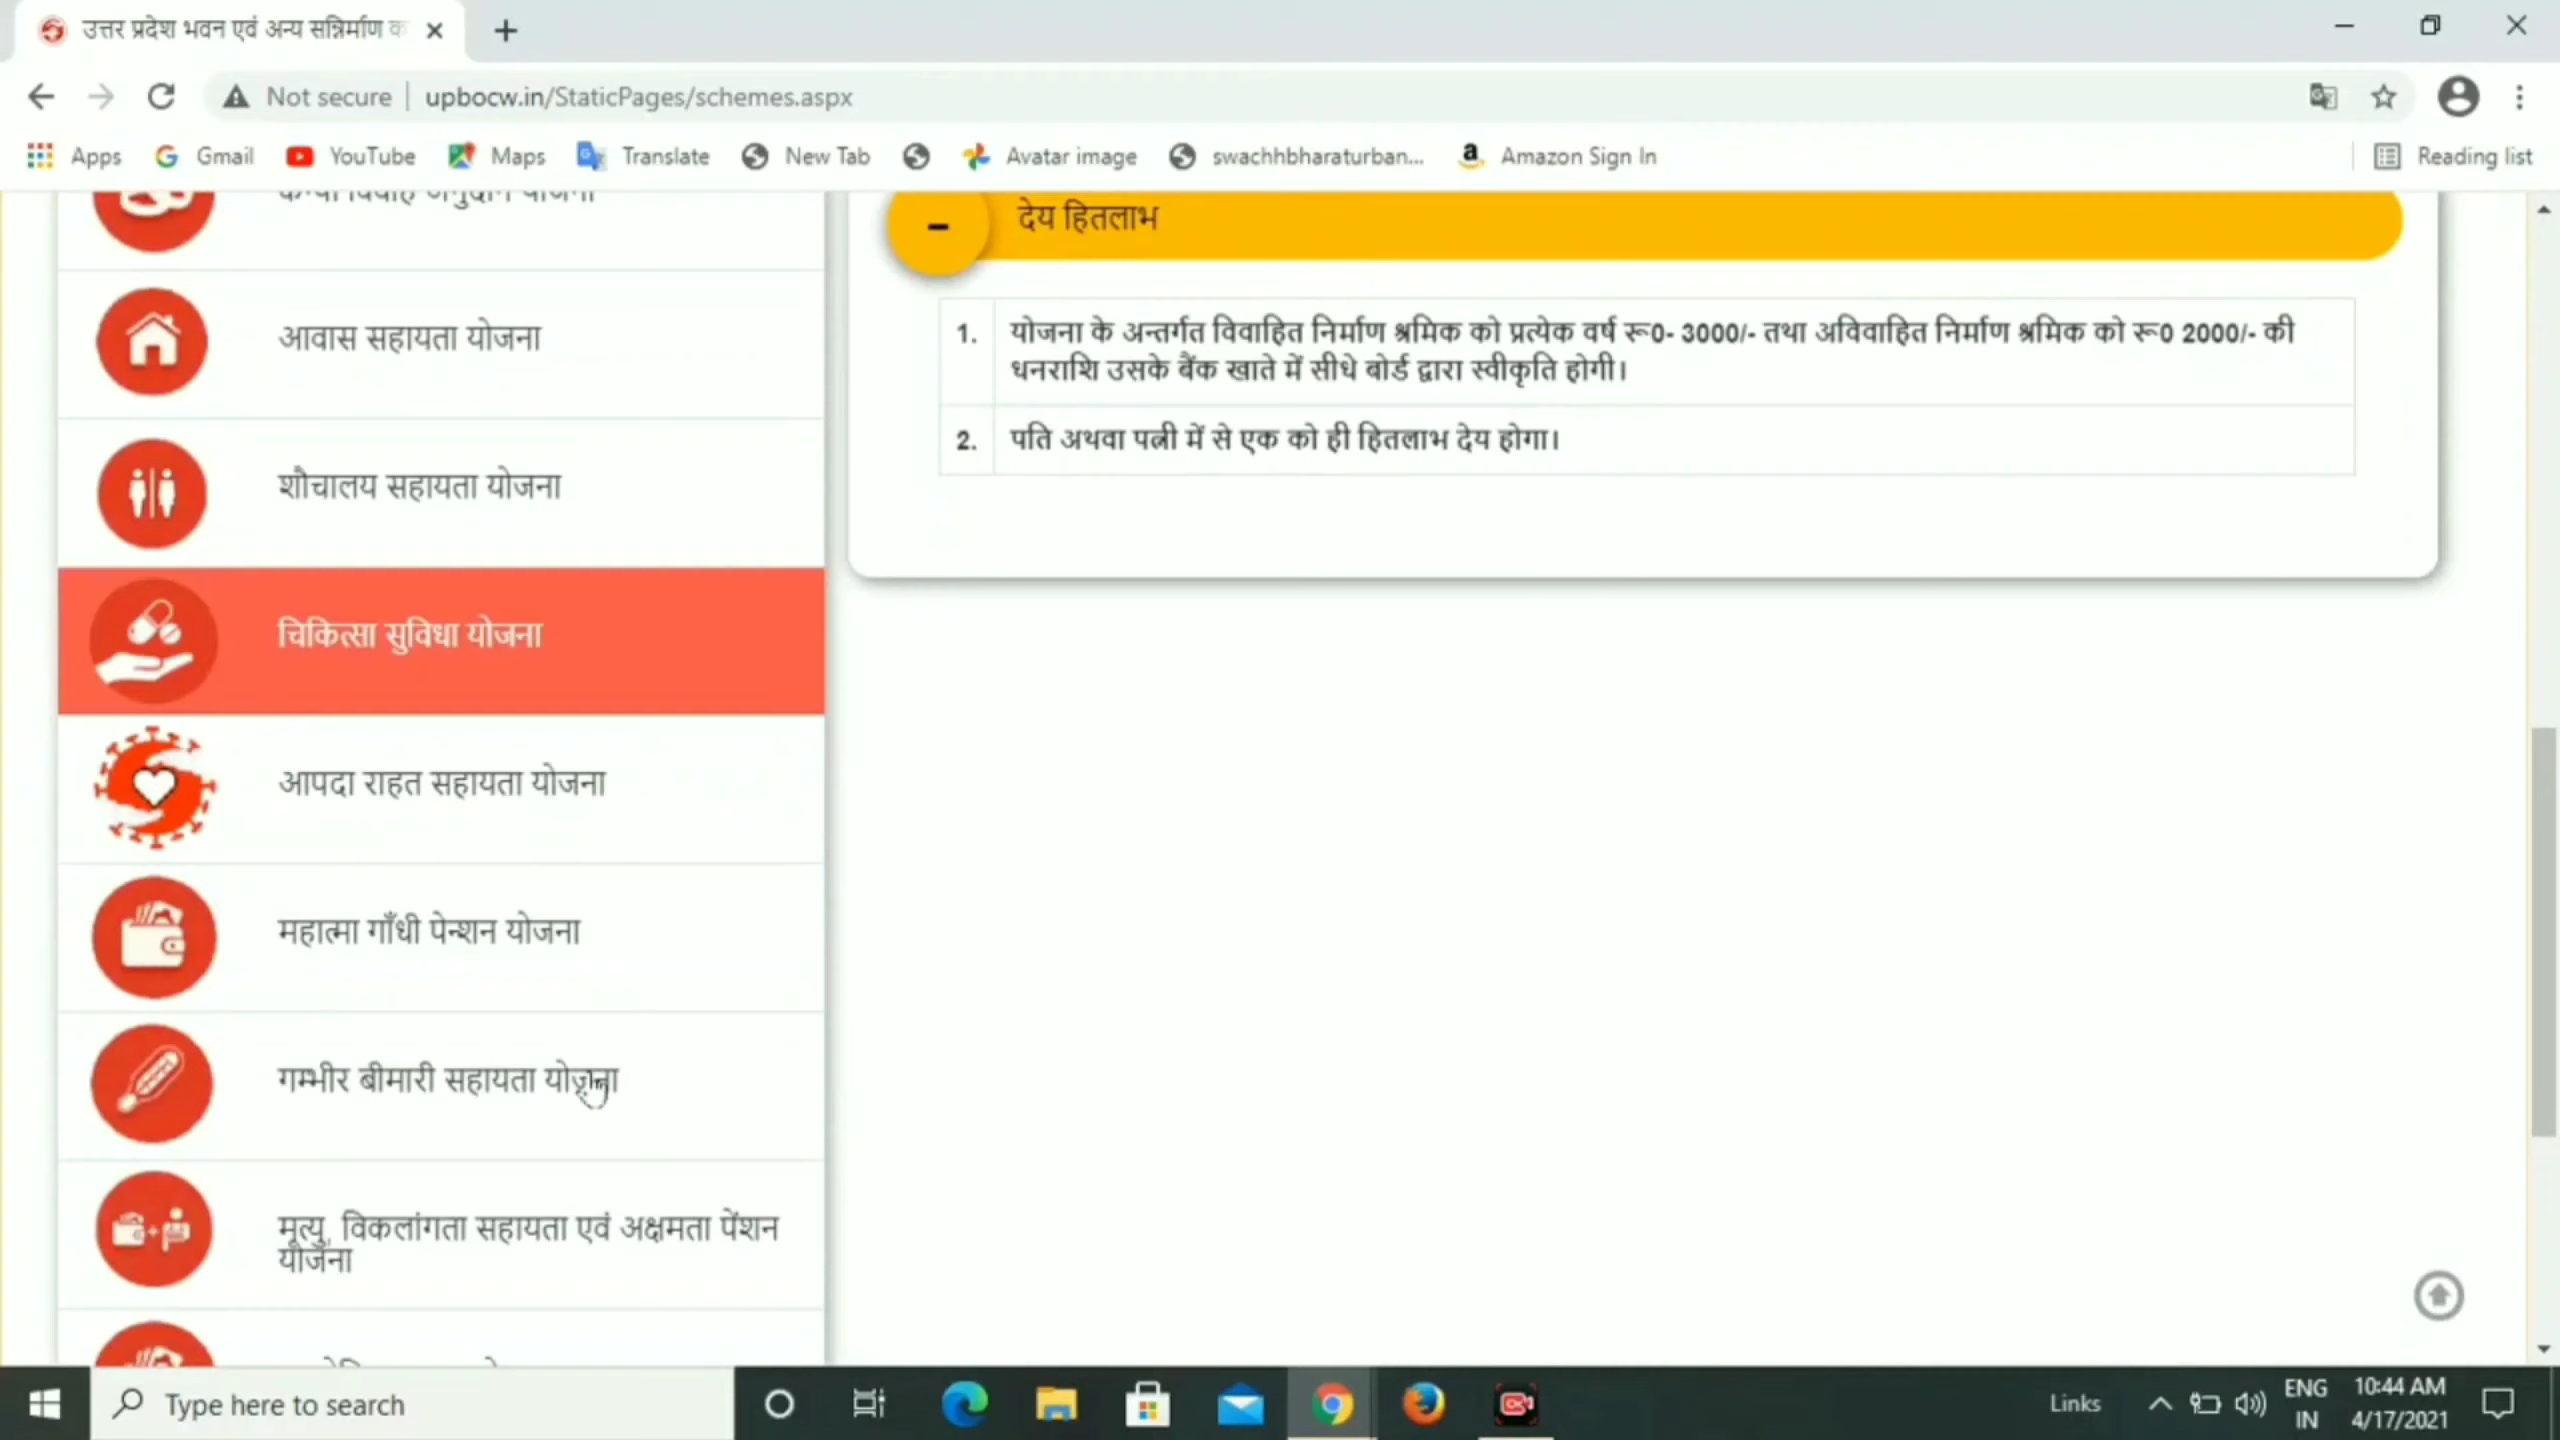 उत्तर प्रदेश भवन एवं अन्य सन्निर्माण क
Not secure
upbocw.in/StaticPages/schemes.aspx
Apps
Gmail
YouTube
Maps
Translate
New Tab
Avatar image
swachhbharaturban...
Amazon Sign In
Reading list
कन्या विवाह अनुदान योजना
आवास सहायता योजना
शौचालय सहायता योजना
चिकित्सा सुविधा योजना
आपदा राहत सहायता योजना
महात्मा गाँधी पेन्शन योजना
गम्भीर बीमारी सहायता योजना
मृत्यु, विकलांगता सहायता एवं अक्षमता पेंशन
योजना
- देय हितलाभ
1. योजना के अन्तर्गत विवाहित निर्माण श्रमिक को प्रत्येक वर्ष रू0- 3000/- तथा अविवाहित निर्माण श्रमिक को रू0 2000/- की
धनराशि उसके बैंक खाते में सीधे बोर्ड द्वारा स्वीकृति होगी।
2. पति अथवा पत्नी में से एक को ही हितलाभ देय होगा।
Type here to search
Links
ENG
IN
10:44 AM
4/17/2021